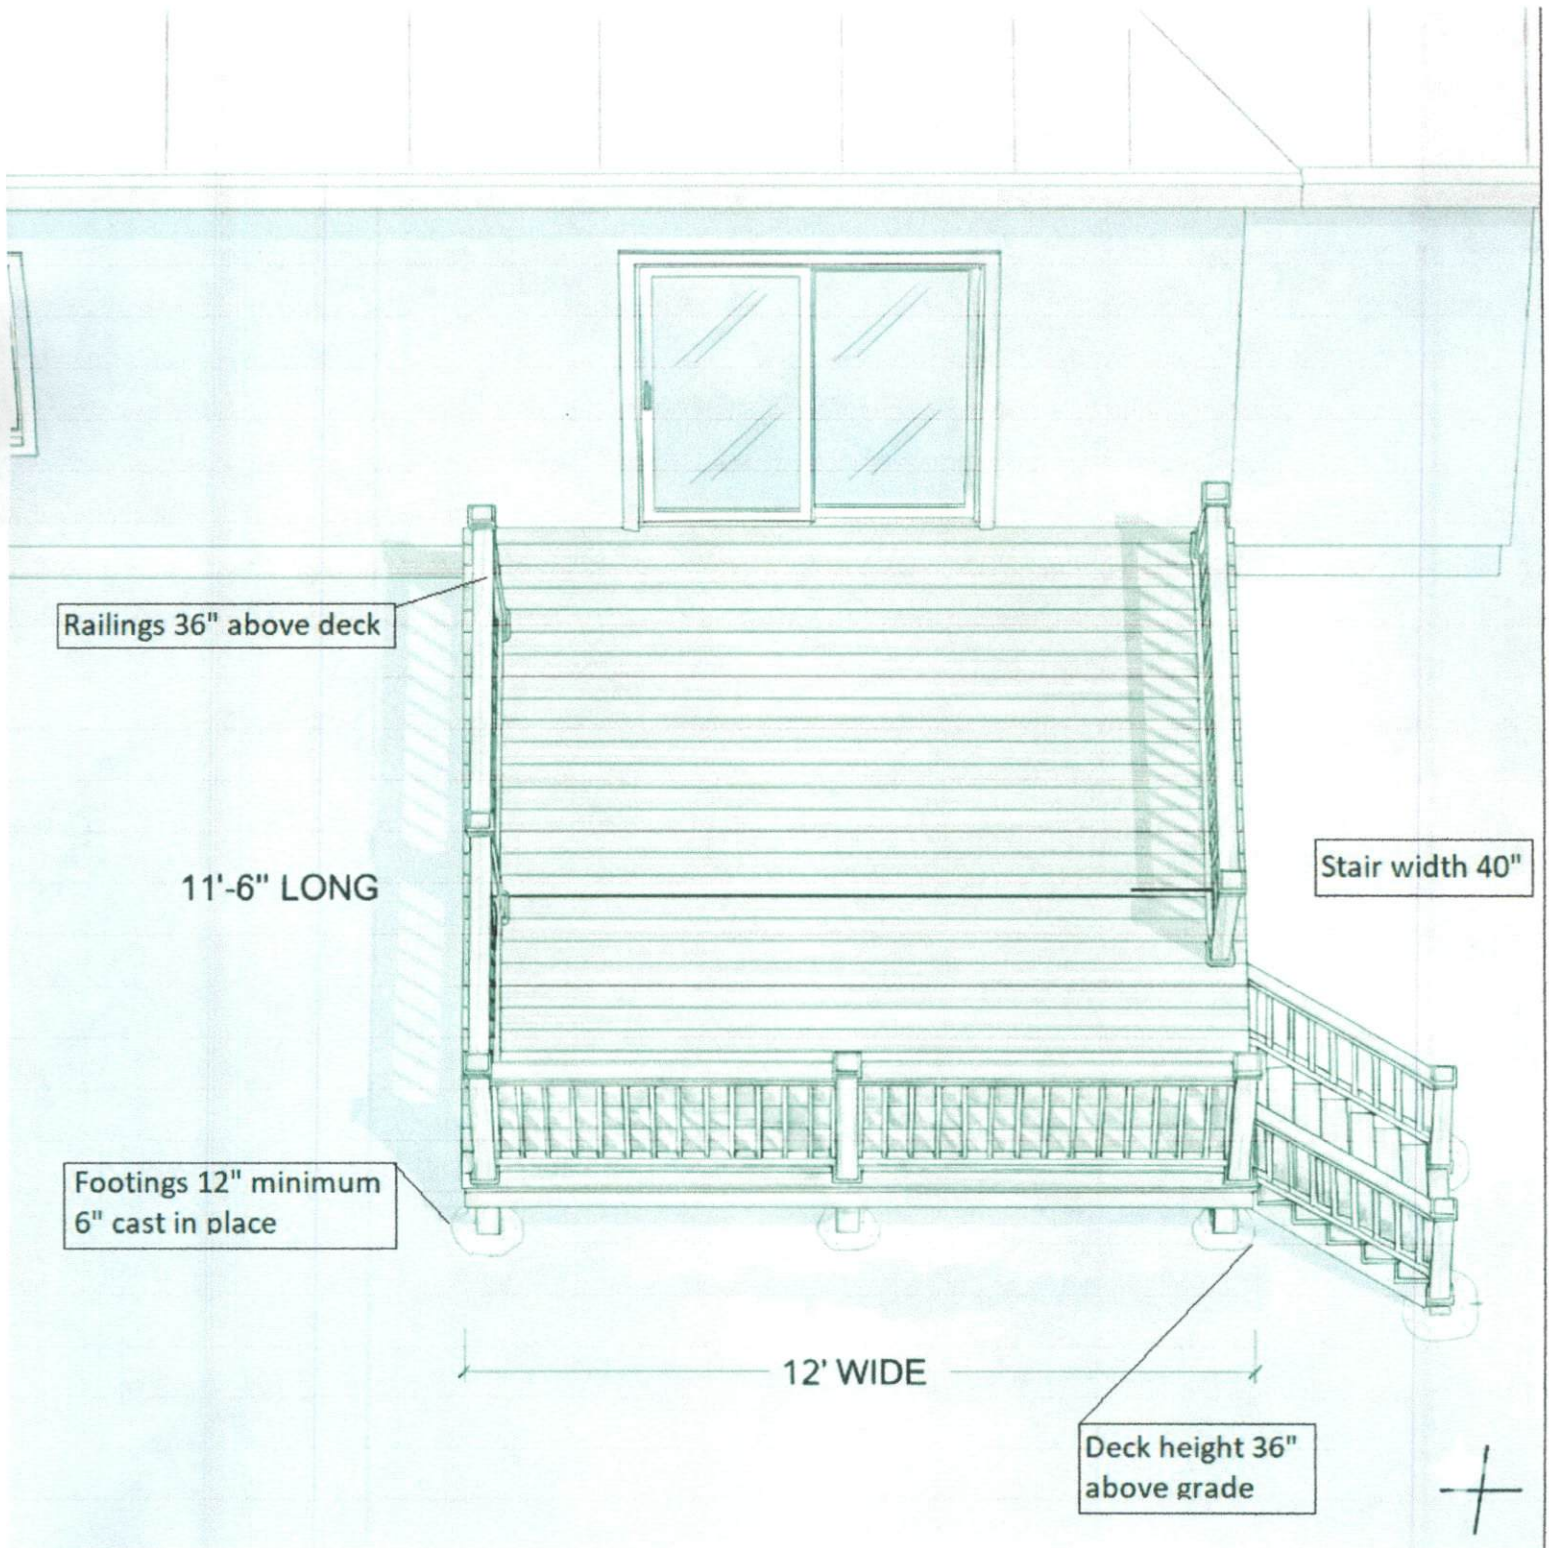 Railings 36" above deck
11'-6" LONG
Stair width 40"
Footings 12" minimum
6" cast in place
12' WIDE
Deck height 36"
above grade